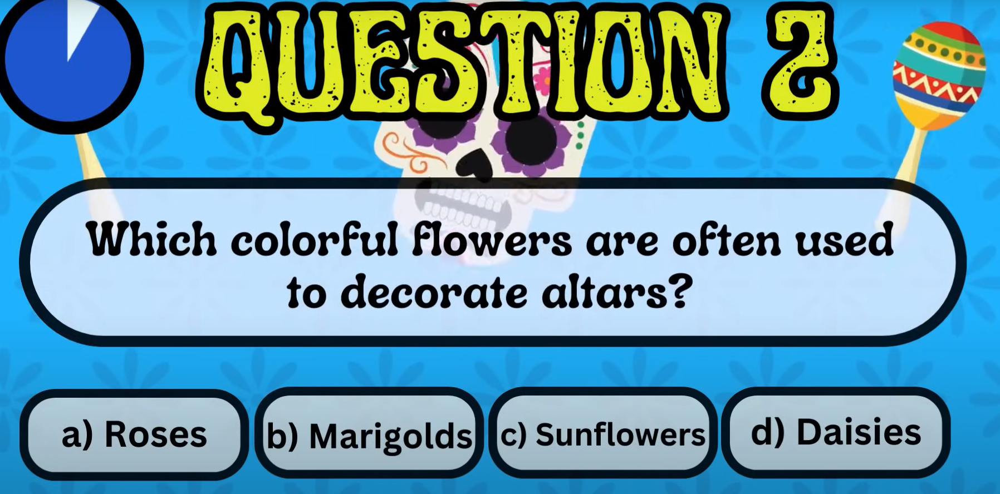 QUESTION 2
Which colorful flowers are often used
to decorate altars?
a) Roses
b) Marigolds
c) Sunflowers
d) Daisies